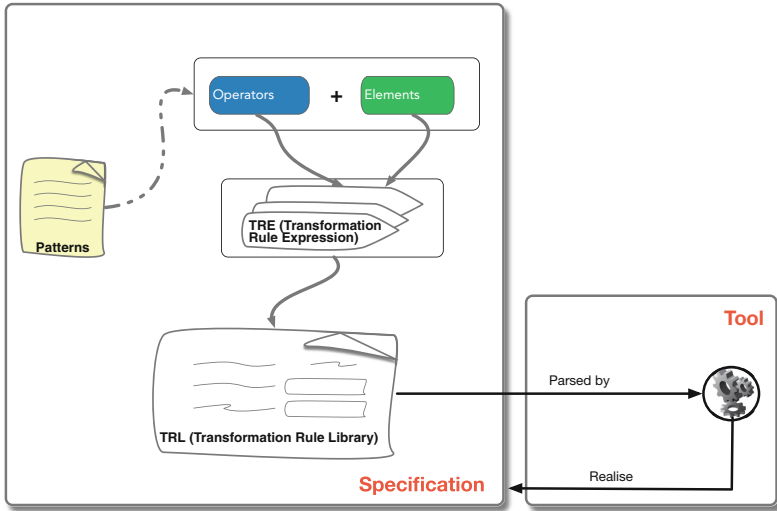 Operators + Elements
Patterns
TRE (Transformation
Rule Expression)
TRL (Transformation Rule Library)
Specification
Tool
Parsed by
Realise